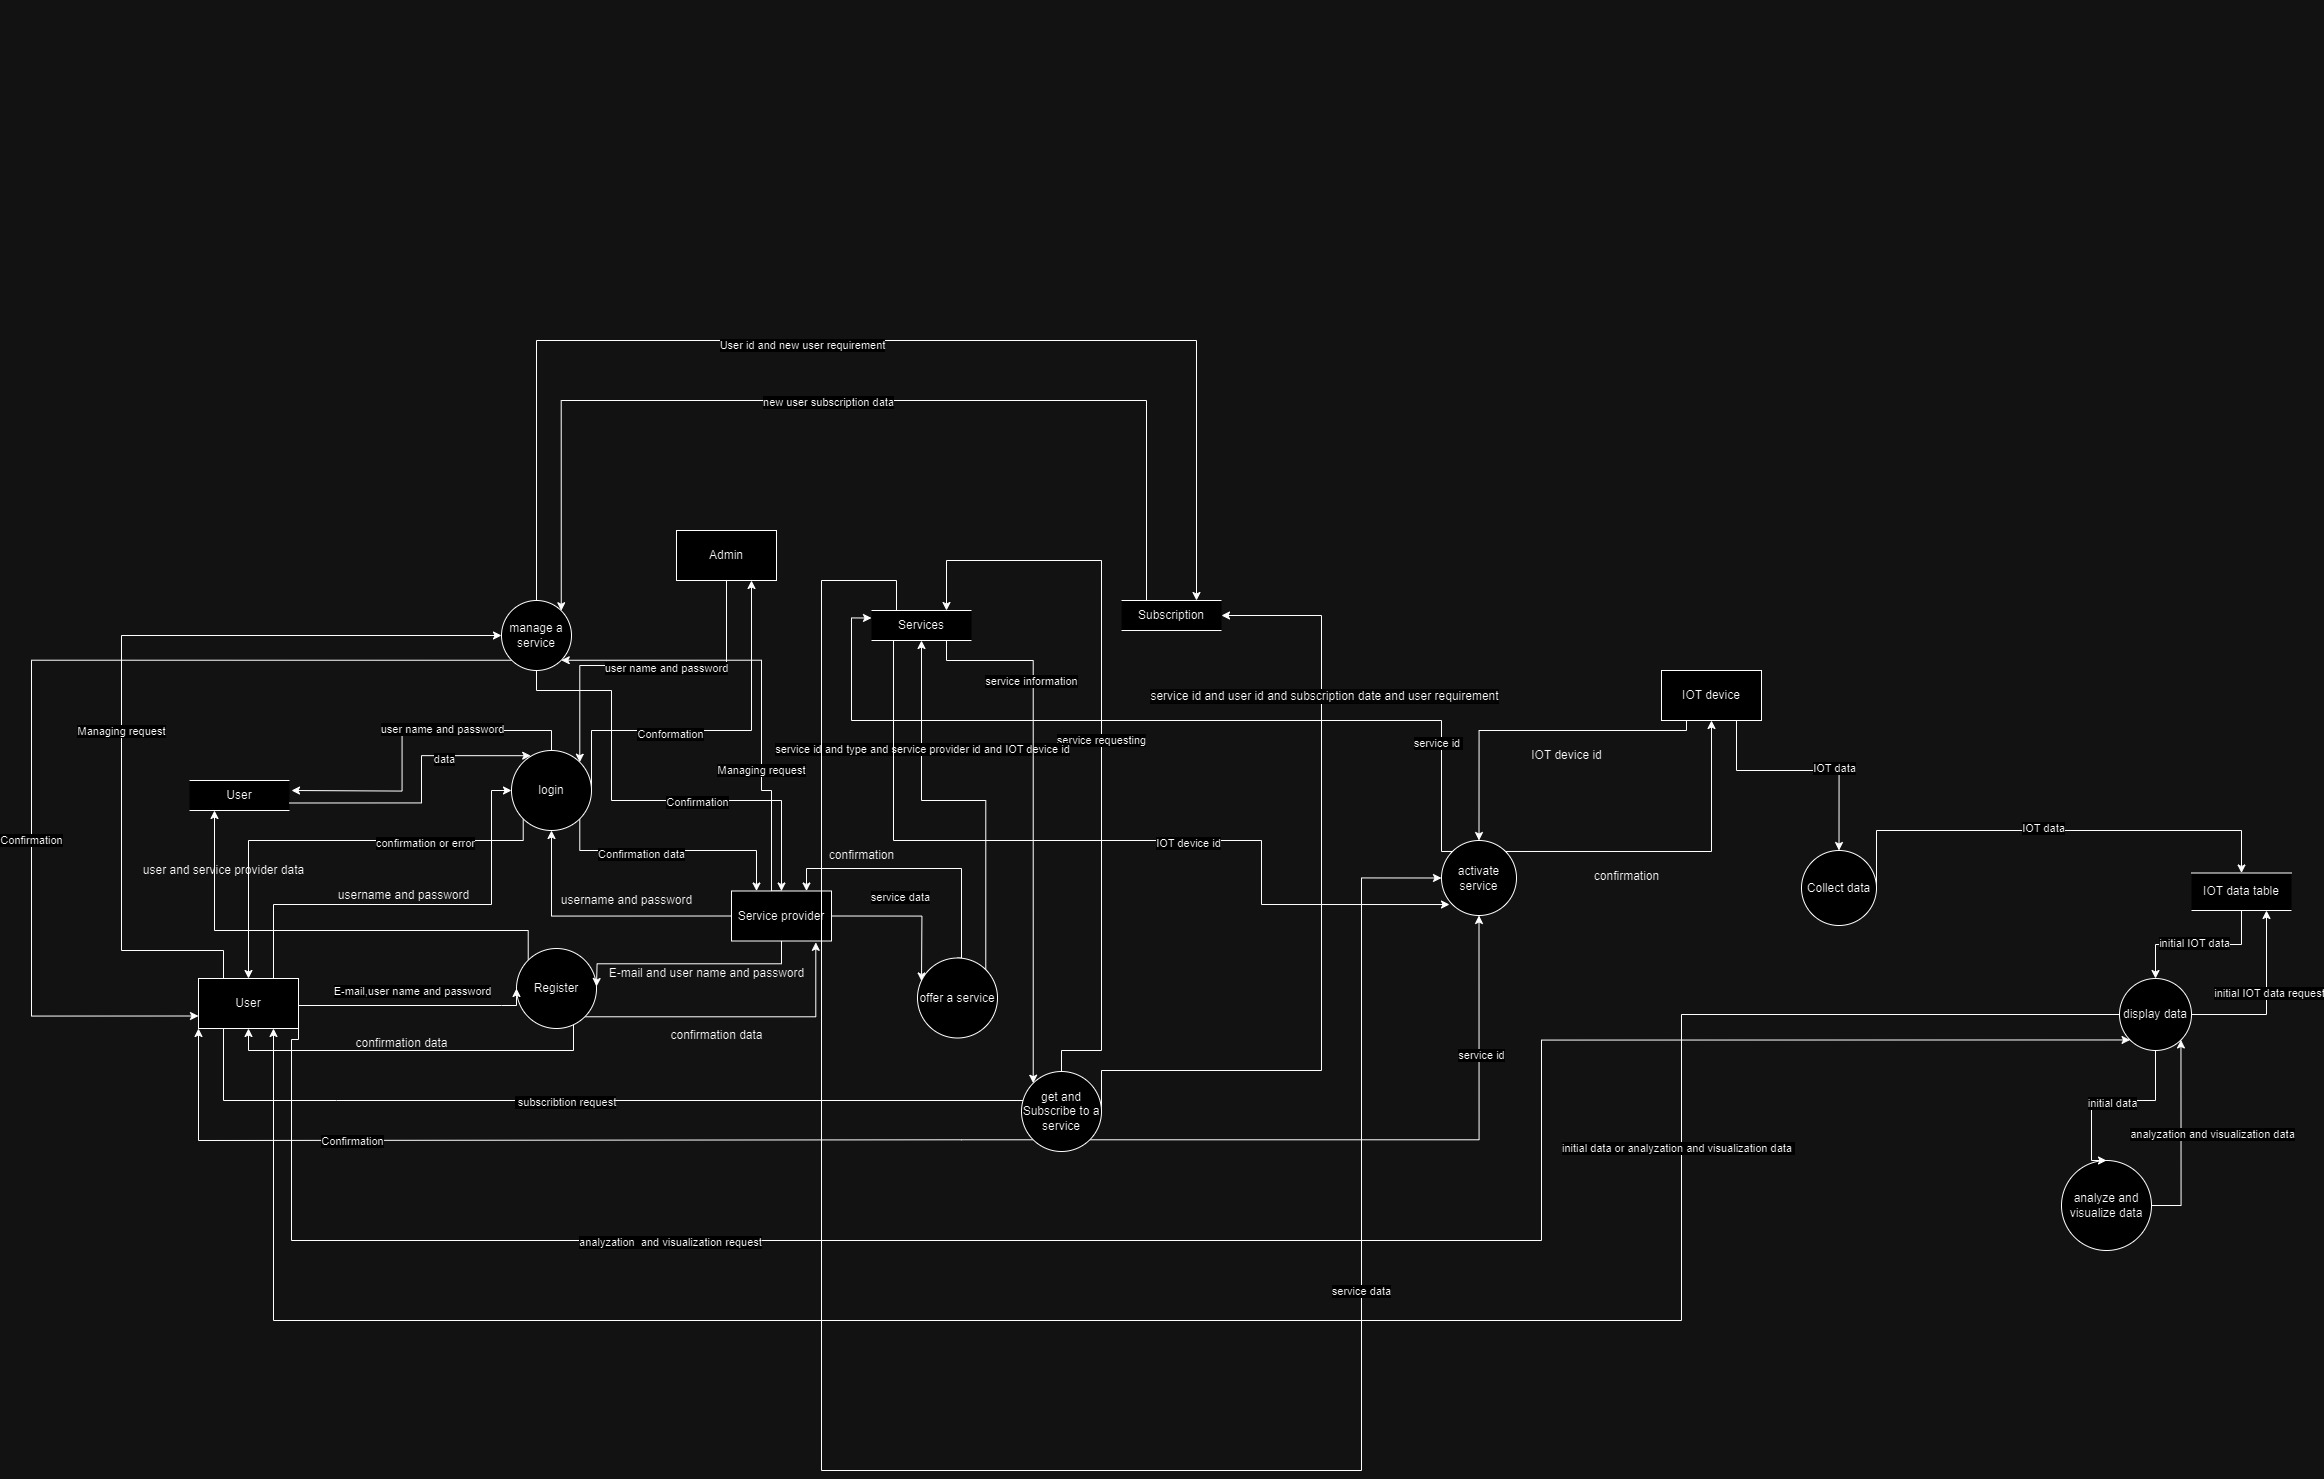 User id and new user requirement
new user subscription data
Admin
manage a
service
Services
Subscription
user name and password
service information
service id and user id and subscription date and user requirement
IOT device
Managing request
user name and password
Conformation
service requesting
service id and type and service provider id and IOT device id
service id
IOT device id
data
Managing request
IOT data
User
login
Confirmation
IOT data
Confirmation
confirmation or error
Confirmation data
confirmation
IOT device id
user and service provider data
activate
service
confirmation
Collect data
IOT data table
username and password
username and password
service data
Service provider
initial IOT data
E-mail and user name and password
User
E-mail,user name and password
Register
offer a service
initial IOT data request
display data
confirmation data
confirmation data
service id
subscribtion request
get and
Subscribe to a
service
initial data
Confirmation
initial data or analyzation and visualization data
analyzation and visualization data
analyze and
visualize data
analyzation  and visualization request
service data